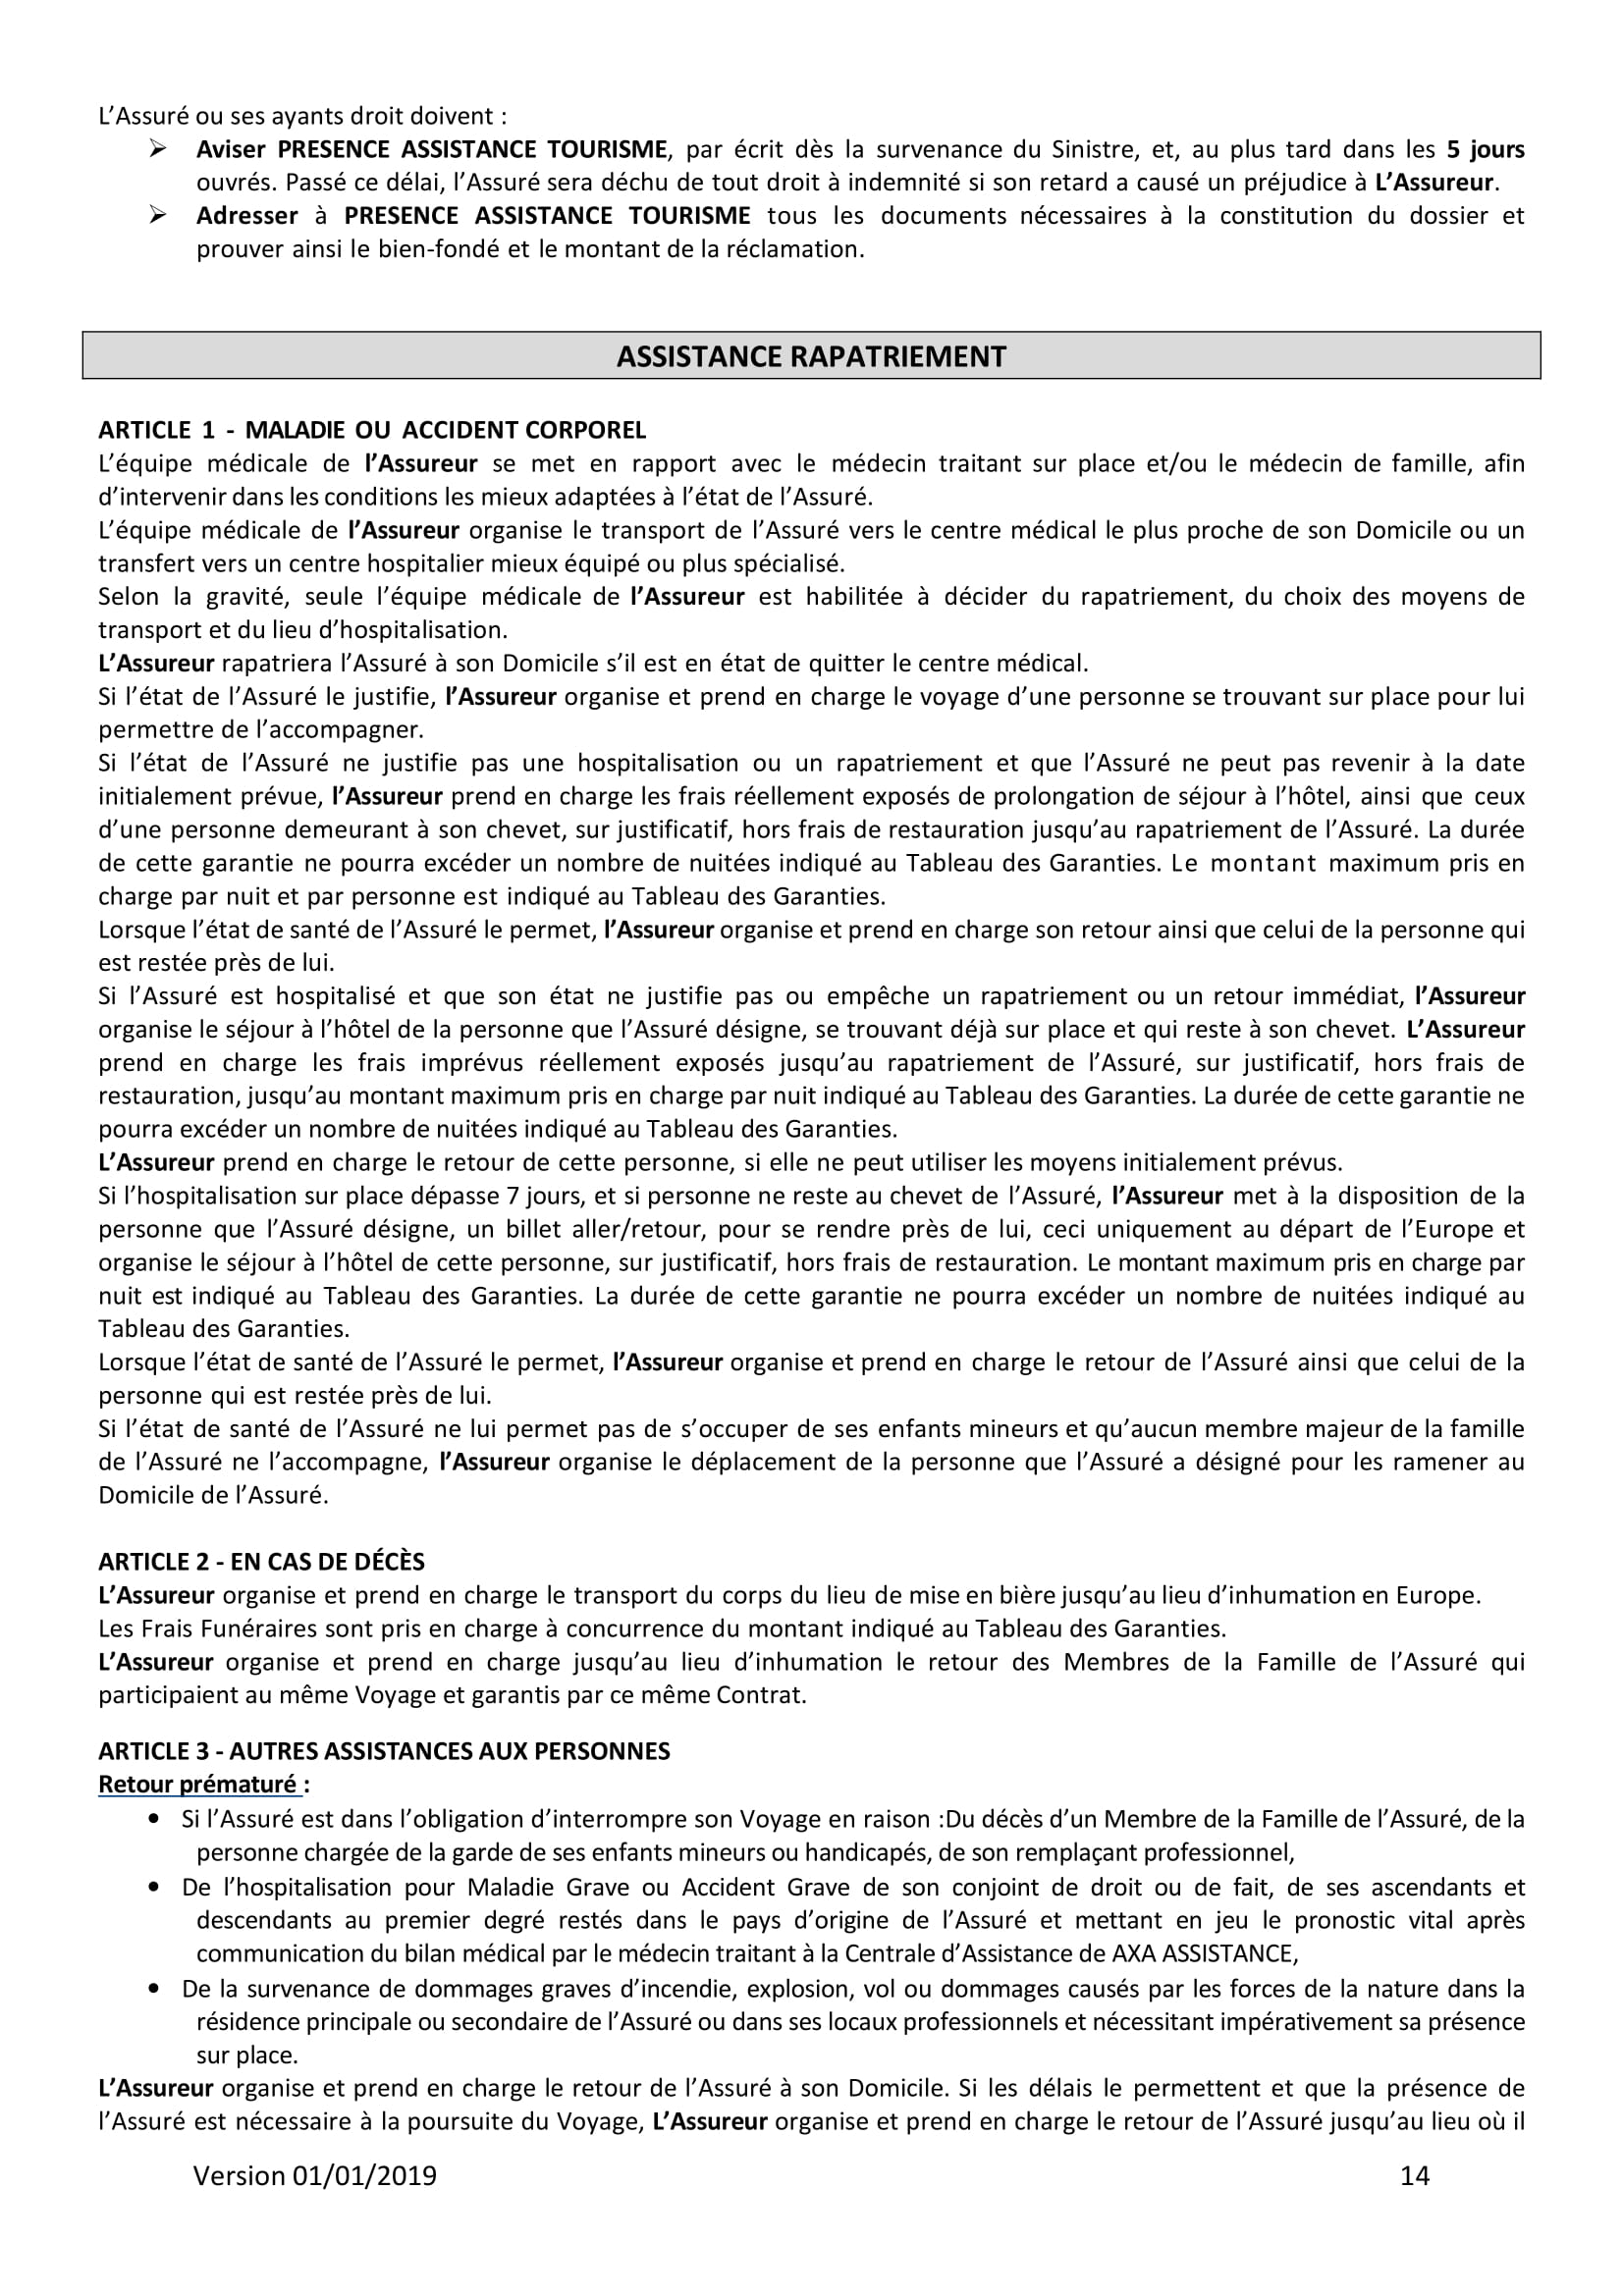 L’Assuré ou ses ayants droit doivent :
➢ Aviser PRESENCE ASSISTANCE TOURISME, par écrit dès la survenance du Sinistre, et, au plus tard dans les 5 jours
ouvrés. Passé ce délai, l’Assuré sera déchu de tout droit à indemnité si son retard a causé un préjudice à L’Assureur.
➢ Adresser à PRESENCE ASSISTANCE TOURISME tous les documents nécessaires à la constitution du dossier et
prouver ainsi le bien-fondé et le montant de la réclamation.
ASSISTANCE RAPATRIEMENT
ARTICLE 1 - MALADIE OU ACCIDENT CORPOREL
L’équipe médicale de l’Assureur se met en rapport avec le médecin traitant sur place et/ou le médecin de famille, afin
d’intervenir dans les conditions les mieux adaptées à l’état de l’Assuré.
L’équipe médicale de l’Assureur organise le transport de l’Assuré vers le centre médical le plus proche de son Domicile ou un
transfert vers un centre hospitalier mieux équipé ou plus spécialisé.
Selon la gravité, seule l’équipe médicale de l’Assureur est habilitée à décider du rapatriement, du choix des moyens de
transport et du lieu d’hospitalisation.
L’Assureur rapatriera l’Assuré à son Domicile s’il est en état de quitter le centre médical.
Si l’état de l’Assuré le justifie, l’Assureur organise et prend en charge le voyage d’une personne se trouvant sur place pour lui
permettre de l’accompagner.
Si l’état de l’Assuré ne justifie pas une hospitalisation ou un rapatriement et que l’Assuré ne peut pas revenir à la date
initialement prévue, l’Assureur prend en charge les frais réellement exposés de prolongation de séjour à l’hôtel, ainsi que ceux
d’une personne demeurant à son chevet, sur justificatif, hors frais de restauration jusqu’au rapatriement de l’Assuré. La durée
de cette garantie ne pourra excéder un nombre de nuitées indiqué au Tableau des Garanties. Le montant maximum pris en
charge par nuit et par personne est indiqué au Tableau des Garanties.
Lorsque l’état de santé de l’Assuré le permet, l’Assureur organise et prend en charge son retour ainsi que celui de la personne qui
est restée près de lui.
Si l’Assuré est hospitalisé et que son état ne justifie pas ou empêche un rapatriement ou un retour immédiat, l’Assureur
organise le séjour à l’hôtel de la personne que l’Assuré désigne, se trouvant déjà sur place et qui reste à son chevet. L’Assureur
prend en charge les frais imprévus réellement exposés jusqu’au rapatriement de l’Assuré, sur justificatif, hors frais de
restauration, jusqu’au montant maximum pris en charge par nuit indiqué au Tableau des Garanties. La durée de cette garantie ne
pourra excéder un nombre de nuitées indiqué au Tableau des Garanties.
L’Assureur prend en charge le retour de cette personne, si elle ne peut utiliser les moyens initialement prévus.
Si l’hospitalisation sur place dépasse 7 jours, et si personne ne reste au chevet de l’Assuré, l’Assureur met à la disposition de la
personne que l’Assuré désigne, un billet aller/retour, pour se rendre près de lui, ceci uniquement au départ de l’Europe et
organise le séjour à l’hôtel de cette personne, sur justificatif, hors frais de restauration. Le montant maximum pris en charge par
nuit est indiqué au Tableau des Garanties. La durée de cette garantie ne pourra excéder un nombre de nuitées indiqué au
Tableau des Garanties.
Lorsque l’état de santé de l’Assuré le permet, l’Assureur organise et prend en charge le retour de l’Assuré ainsi que celui de la
personne qui est restée près de lui.
Si l’état de santé de l’Assuré ne lui permet pas de s’occuper de ses enfants mineurs et qu’aucun membre majeur de la famille
de l’Assuré ne l’accompagne, l’Assureur organise le déplacement de la personne que l’Assuré a désigné pour les ramener au
Domicile de l’Assuré.
ARTICLE 2 - EN CAS DE DÉCÈS
L’Assureur organise et prend en charge le transport du corps du lieu de mise en bière jusqu’au lieu d’inhumation en Europe.
Les Frais Funéraires sont pris en charge à concurrence du montant indiqué au Tableau des Garanties.
L’Assureur organise et prend en charge jusqu’au lieu d’inhumation le retour des Membres de la Famille de l’Assuré qui
participaient au même Voyage et garantis par ce même Contrat.
ARTICLE 3 - AUTRES ASSISTANCES AUX PERSONNES
Retour prématuré :
• Si l’Assuré est dans l’obligation d’interrompre son Voyage en raison :Du décès d’un Membre de la Famille de l’Assuré, de la
personne chargée de la garde de ses enfants mineurs ou handicapés, de son remplaçant professionnel,
• De l’hospitalisation pour Maladie Grave ou Accident Grave de son conjoint de droit ou de fait, de ses ascendants et
descendants au premier degré restés dans le pays d’origine de l’Assuré et mettant en jeu le pronostic vital après
communication du bilan médical par le médecin traitant à la Centrale d’Assistance de AXA ASSISTANCE,
• De la survenance de dommages graves d’incendie, explosion, vol ou dommages causés par les forces de la nature dans la
résidence principale ou secondaire de l’Assuré ou dans ses locaux professionnels et nécessitant impérativement sa présence
sur place.
L’Assureur organise et prend en charge le retour de l’Assuré à son Domicile. Si les délais le permettent et que la présence de
l’Assuré est nécessaire à la poursuite du Voyage, L’Assureur organise et prend en charge le retour de l’Assuré jusqu’au lieu où il
Version 01/01/2019 14